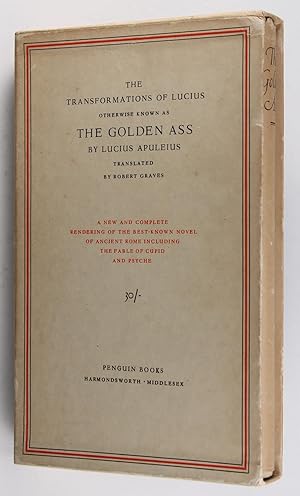 THE
TRANSFORMATIONS OF LUCIUS
OTHERWISE KNOWN AS
THE GOLDEN ASS
BY LUCIUS APULEIUS
TRANSLATED
BY ROBERT GRAVES
A NEW AND COMPLETE
RENDERING OF THE BEST-KNOWN NOVEL
OF ANCIENT ROME INCLUDING
THE FABLE OF CUPID
AND PSYCHE
30/-
PENGUIN BOOKS
HARMONDSWORTH · MIDDLESEX